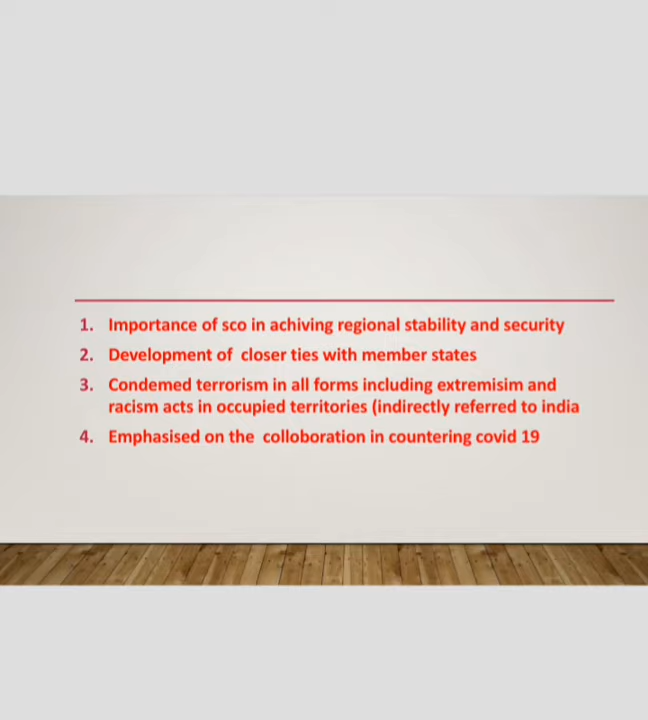 1. Importance of sco in achiving regional stability and security
2. Development of closer ties with member states
3. Condemed terrorism in all forms including extremisim and
racism acts in occupied territories (indirectly referred to india
4. Emphasised on the colloboration in countering covid 19